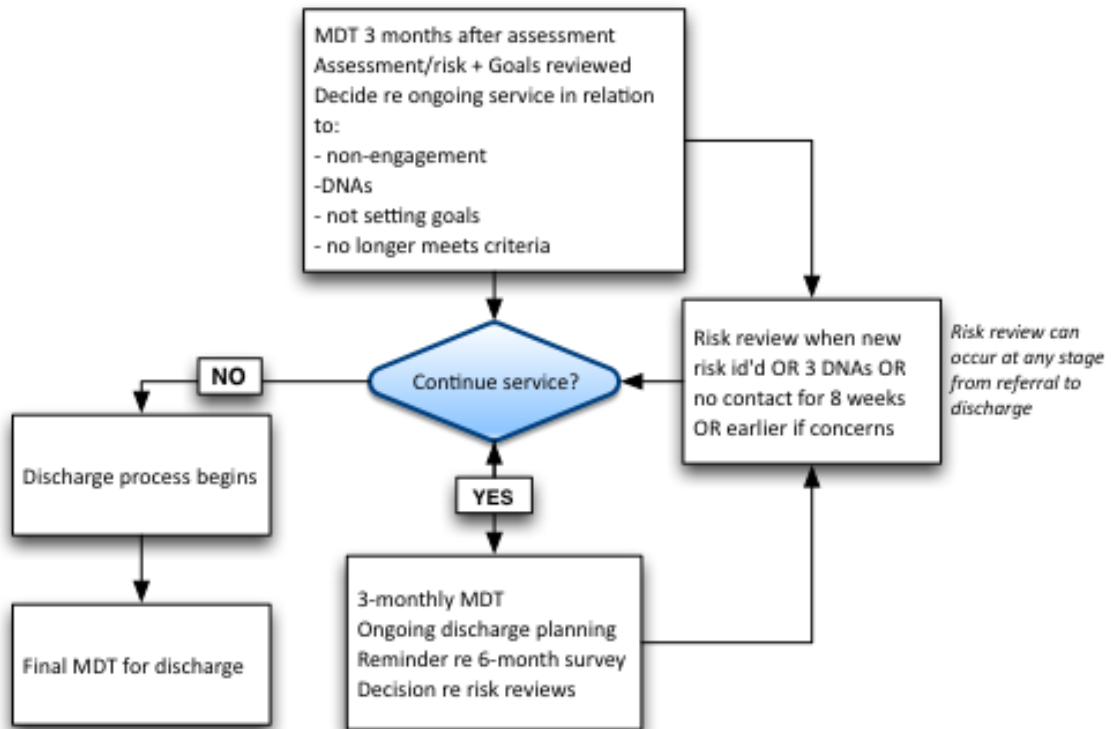 MDT 3 months after assessment
Assessment/risk + Goals reviewed
Decide re ongoing service in relation
to:
- non-engagement
-DNAs
- not setting goals
- no longer meets criteria
Risk review when new
risk id'd OR 3 DNAs OR
no contact for 8 weeks
OR earlier if concerns
Risk review can
occur at any stage
from referral to
discharge
Continue service?
NO
Discharge process begins
Final MDT for discharge
YES
3-monthly MDT
Ongoing discharge planning
Reminder re 6-month survey
Decision re risk reviews